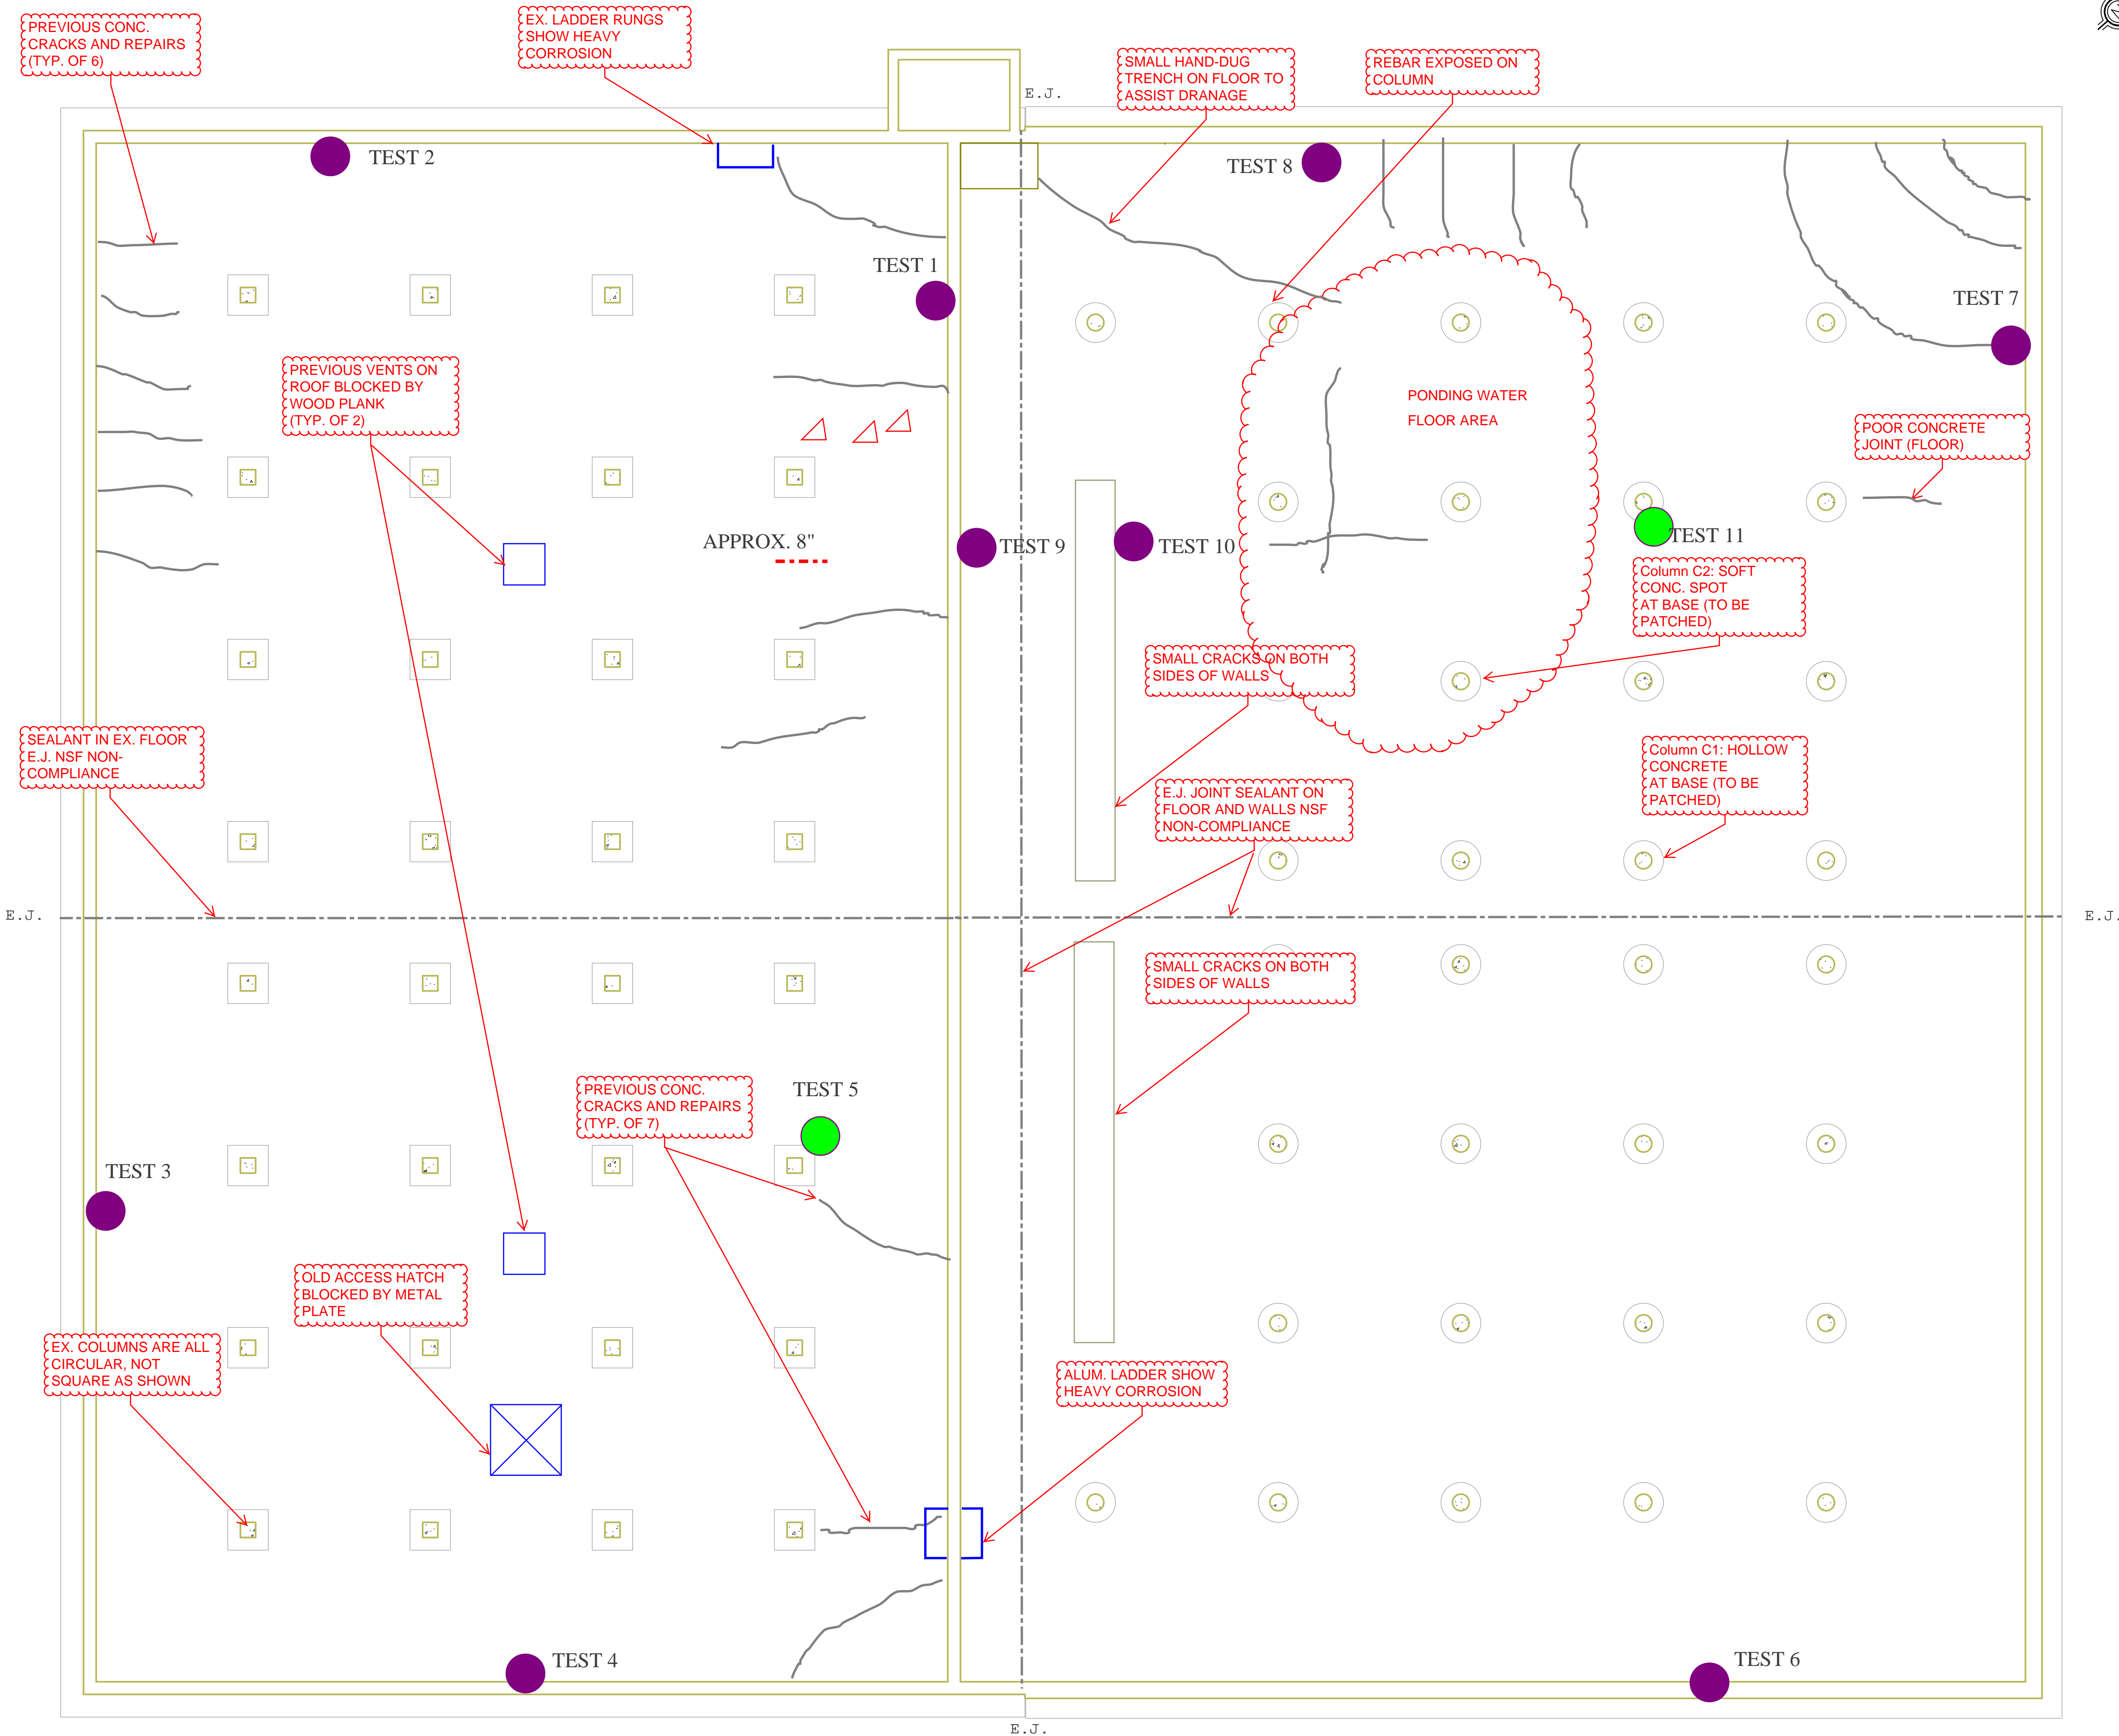 PREVIOUS CONC.
CRACKS AND REPAIRS
(TYP. OF 6)
EX. LADDER RUNGS
SHOW HEAVY
CORROSION
SMALL HAND-DUG
TRENCH ON FLOOR TO
ASSIST DRANAGE
REBAR EXPOSED ON
COLUMN
E.J.
TEST 2
TEST 8
TEST 1
TEST 7
PREVIOUS VENTS ON
ROOF BLOCKED BY
WOOD PLANK
(TYP. OF 2)
PONDING WATER
FLOOR AREA
POOR CONCRETE
JOINT (FLOOR)
APPROX. 8"
TEST 9
TEST 10
TEST 11
Column C2: SOFT
CONC. SPOT
AT BASE (TO BE
PATCHED)
SMALL CRACKS ON BOTH
SIDES OF WALLS
SEALANT IN EX. FLOOR
E.J. NSF NON-
COMPLIANCE
Column C1: HOLLOW
CONCRETE
AT BASE (TO BE
PATCHED)
E.J. JOINT SEALANT ON
FLOOR AND WALLS NSF
NON-COMPLIANCE
E.J.
E.J.
SMALL CRACKS ON BOTH
SIDES OF WALLS
PREVIOUS CONC.
CRACKS AND REPAIRS
(TYP. OF 7)
TEST 5
TEST 3
OLD ACCESS HATCH
BLOCKED BY METAL
PLATE
EX. COLUMNS ARE ALL
CIRCULAR, NOT
SQUARE AS SHOWN
ALUM. LADDER SHOW
HEAVY CORROSION
TEST 4
TEST 6
E.J.